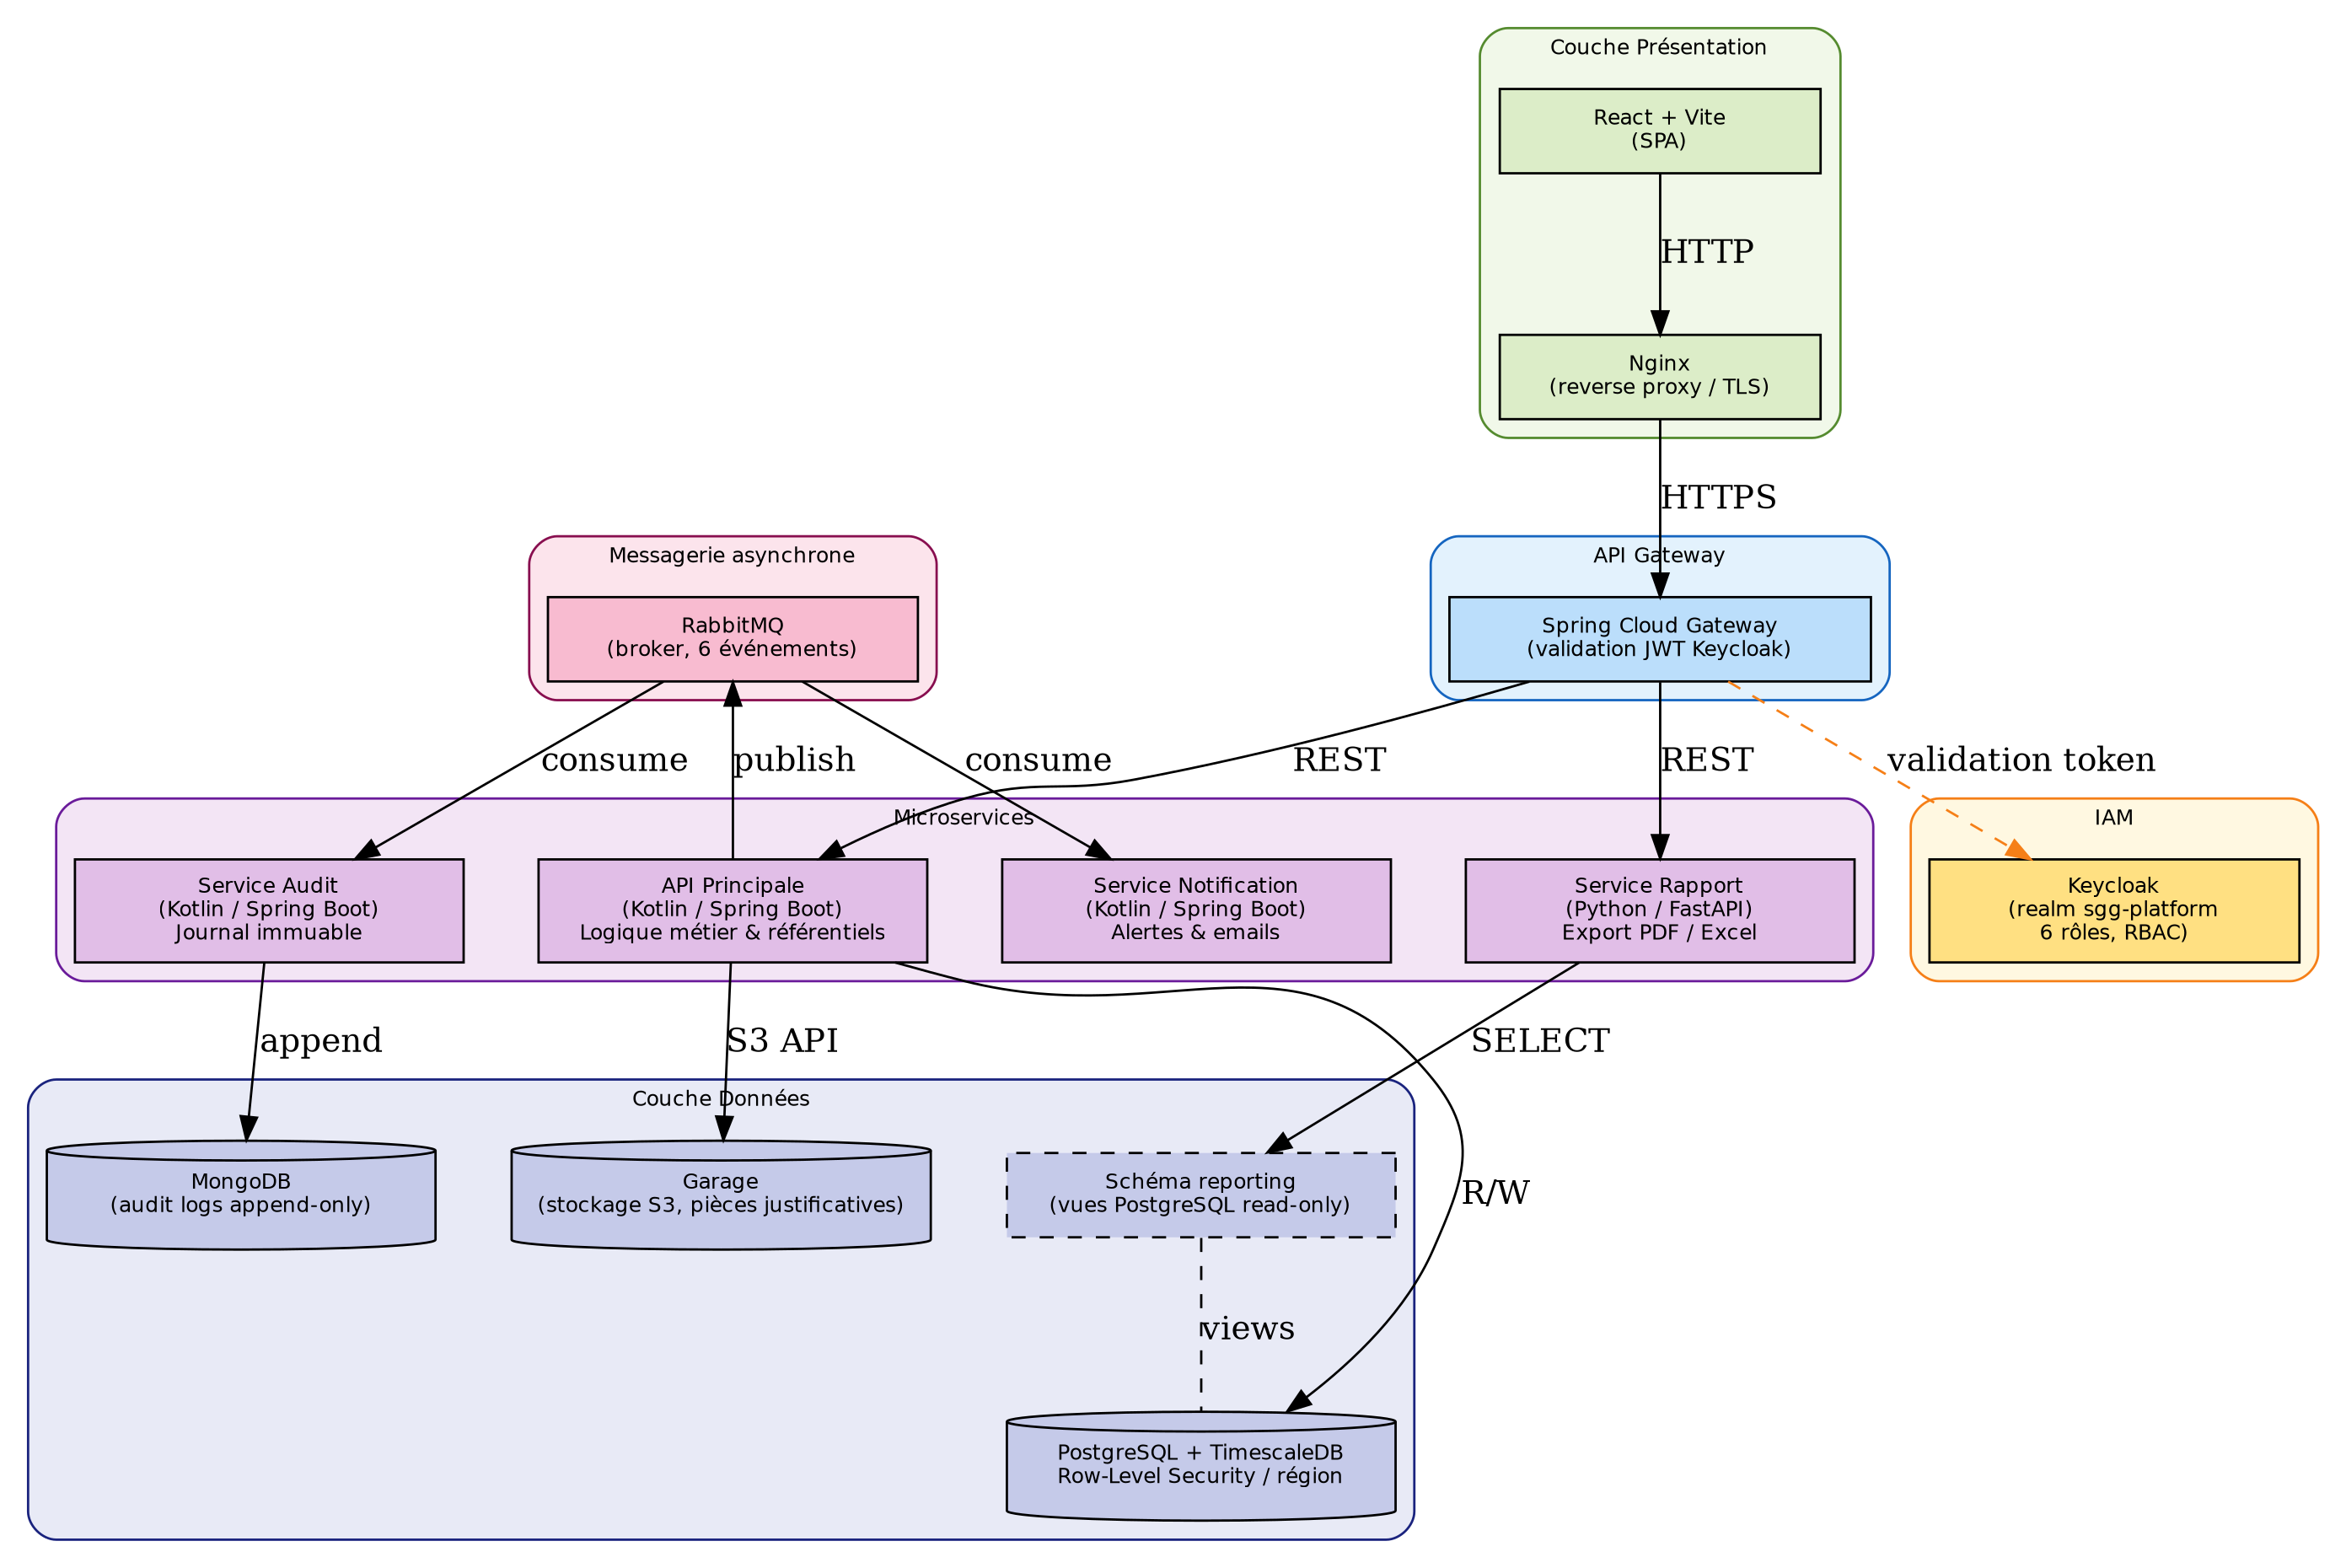 Couche Présentation
React + Vite
(SPA)
HTTP
Nginx
(reverse proxy / TLS)
HTTPS
Messagerie asynchrone
RabbitMQ
(broker, 6 événements)
API Gateway
Spring Cloud Gateway
(validation JWT Keycloak)
consume
publish
consume
REST
REST
validation token
Microservices
Service Audit
(Kotlin / Spring Boot)
Journal immuable
API Principale
(Kotlin / Spring Boot)
Logique métier & référentiels
Service Notification
(Kotlin / Spring Boot)
Alertes & emails
Service Rapport
(Python / FastAPI)
Export PDF / Excel
IAM
Keycloak
(realm sgg-platform
6 rôles, RBAC)
append
S3 API
SELECT
R/W
Couche Données
MongoDB
(audit logs append-only)
Garage
(stockage S3, pièces justificatives)
Schéma reporting
(vues PostgreSQL read-only)
views
PostgreSQL + TimescaleDB
Row-Level Security / région